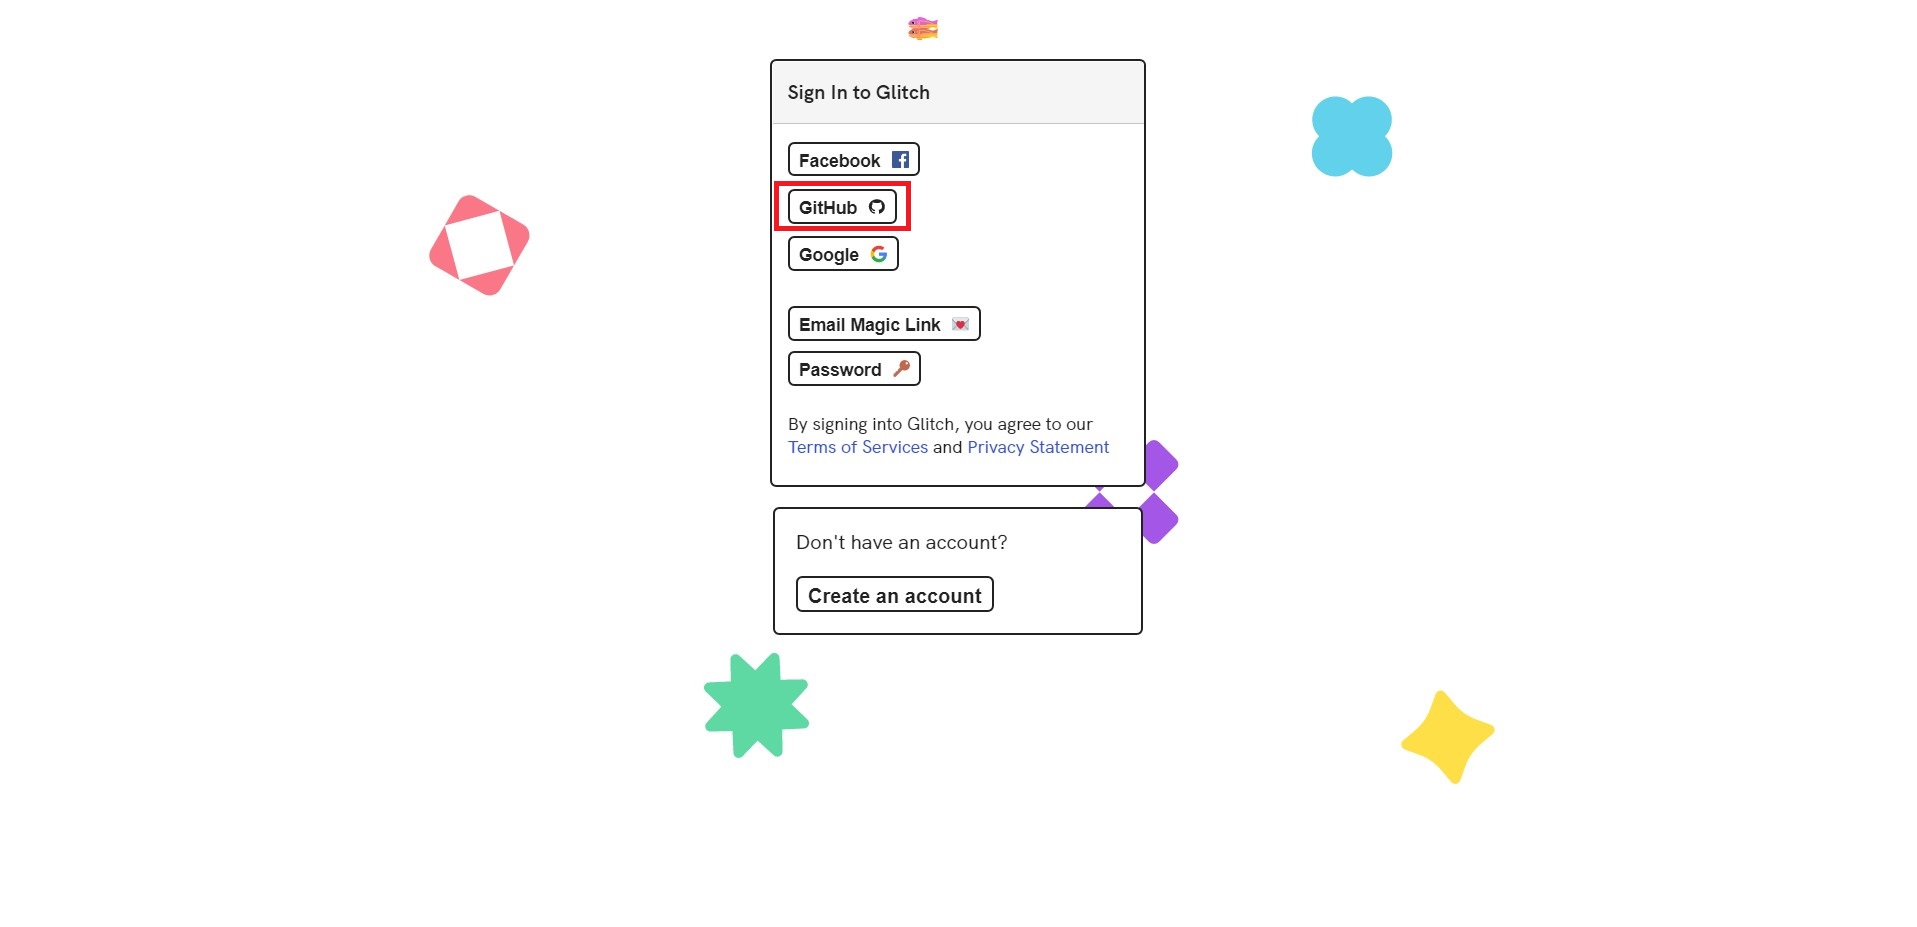 Sign In to Glitch
Facebook
GitHub
Google
Email Magic Link
Password
By signing into Glitch, you agree to our
Terms of Services and Privacy Statement
Don't have an account?
Create an account